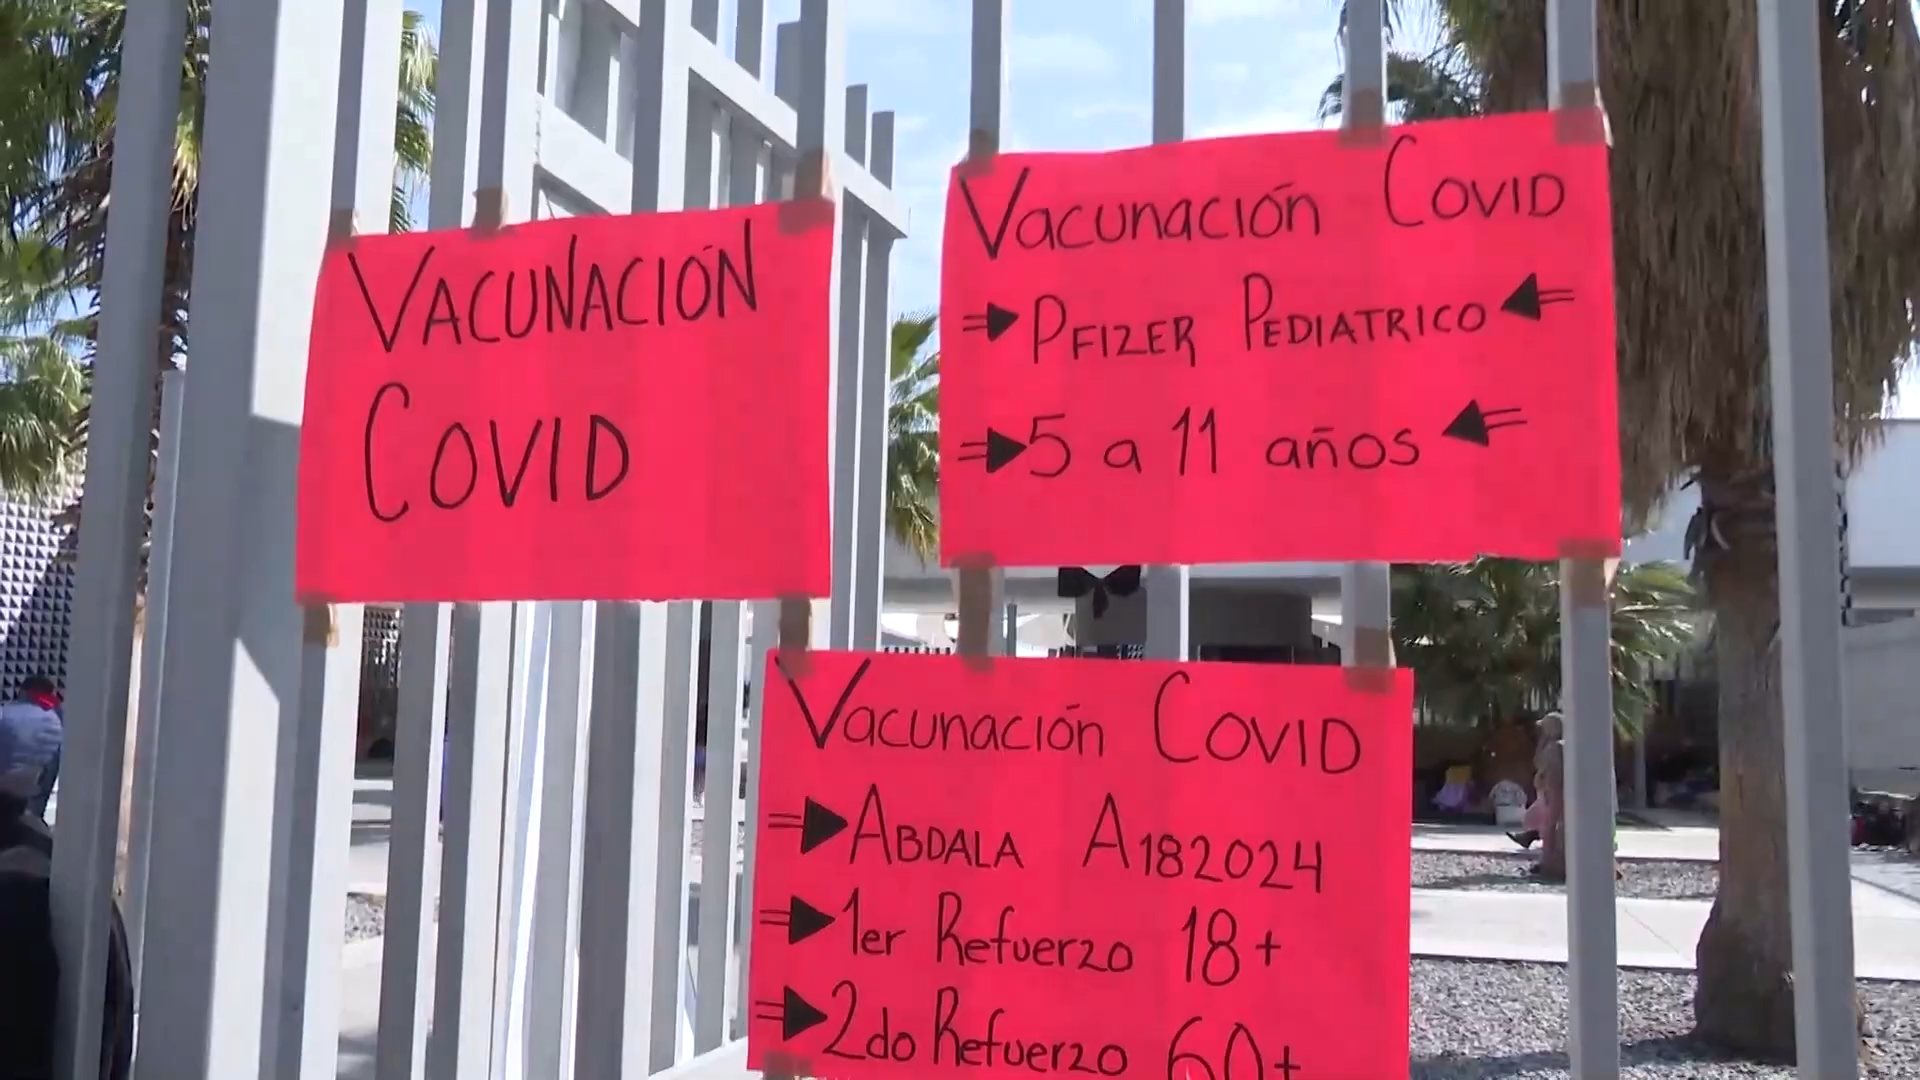 VACUNACIÓN
COVID
Vacunación COVID
PFIZER PEDIATRICO
5 a 11 años
Vacunación COVID
ABDALA A182024
1er Refuerzo 18+
2do Refuerzo 60+